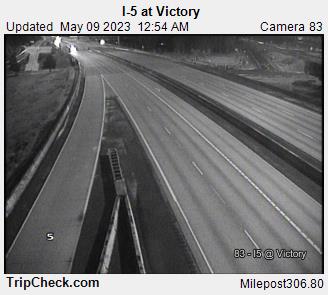 I-5 at Victory
Updated May 09 2023 12:54 AM Camera 83
S
83 - I5 @ Victory
TripCheck.com Milepost306.80